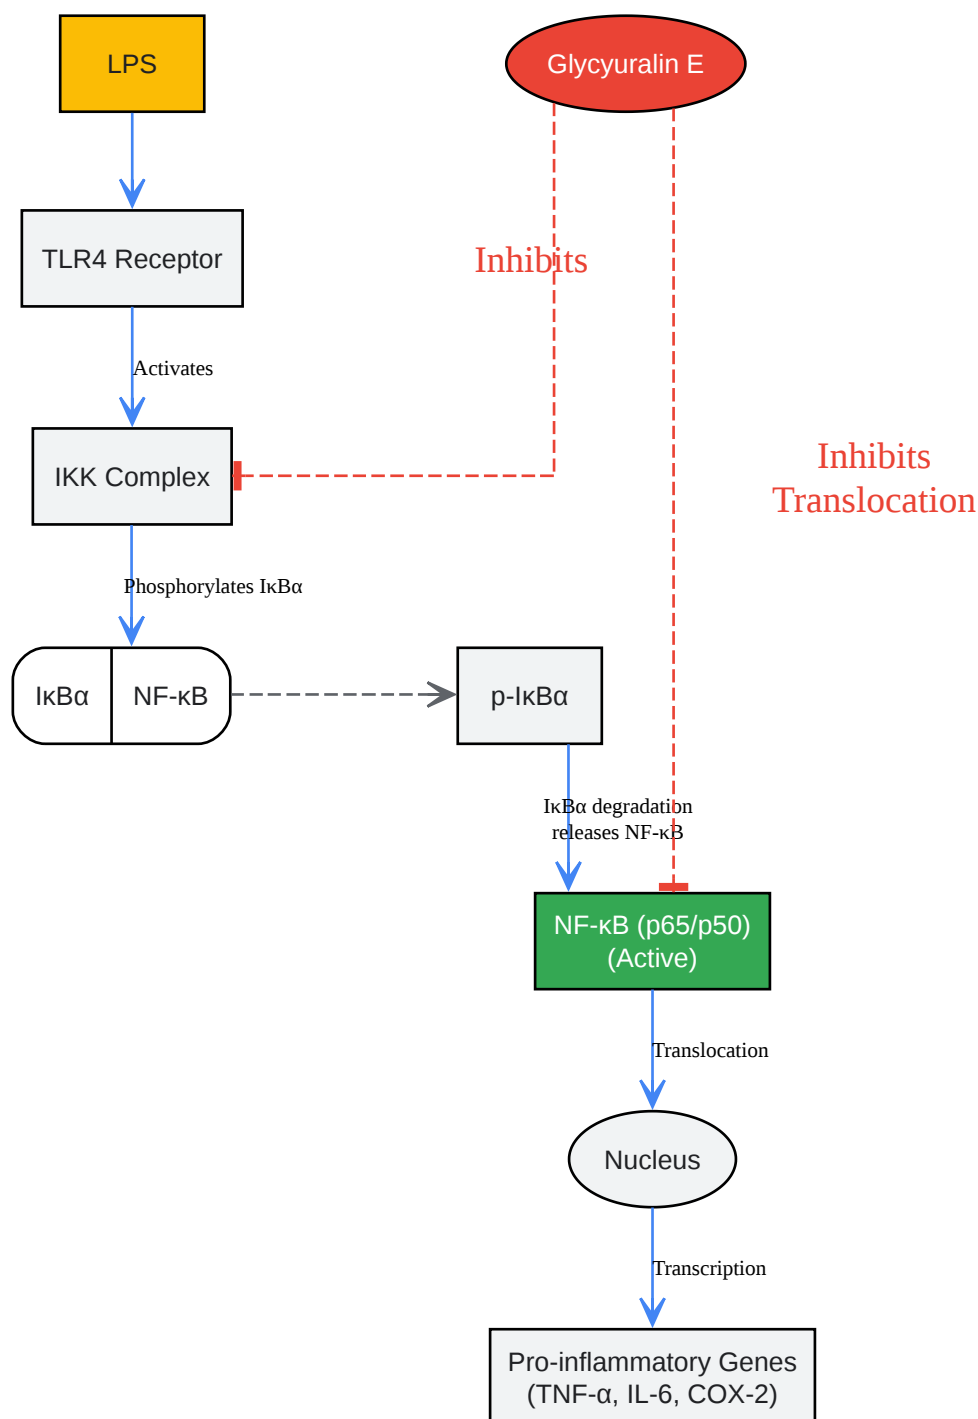 LPS
Glycyuralin E
TLR4 Receptor
Inhibits
Activates
Inhibits
Translocation
IKK Complex
Phosphorylates IκBα
IκBα
NF-κB
p-IκBα
IκBα degradation
releases NF-κB
NF-κB (p65/p50)
(Active)
Translocation
Nucleus
Transcription
Pro-inflammatory Genes
(TNF-α, IL-6, COX-2)